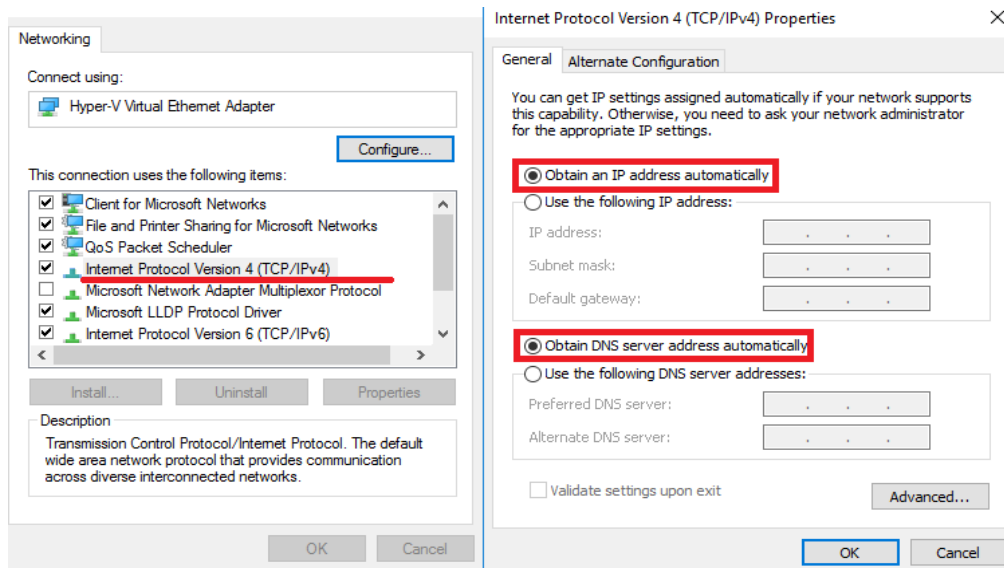 Networking
Connect using:
Hyper-V Virtual Ethernet Adapter
Configure...
This connection uses the following items:
Client for Microsoft Networks
File and Printer Sharing for Microsoft Networks
QoS Packet Scheduler
Internet Protocol Version 4 (TCP/IPv4)
Microsoft Network Adapter Multiplexor Protocol
Microsoft LLDP Protocol Driver
Internet Protocol Version 6 (TCP/IPv6)
Install...
Uninstall
Properties
Description
Transmission Control Protocol/Internet Protocol. The default
wide area network protocol that provides communication
across diverse interconnected networks.
OK
Cancel
Internet Protocol Version 4 (TCP/IPv4) Properties
General
Alternate Configuration
You can get IP settings assigned automatically if your network supports
this capability. Otherwise, you need to ask your network administrator
for the appropriate IP settings.
Obtain an IP address automatically
Use the following IP address:
IP address:
Subnet mask:
Default gateway:
Obtain DNS server address automatically
Use the following DNS server addresses:
Preferred DNS server:
Alternate DNS server:
Validate settings upon exit
Advanced...
OK
Cancel